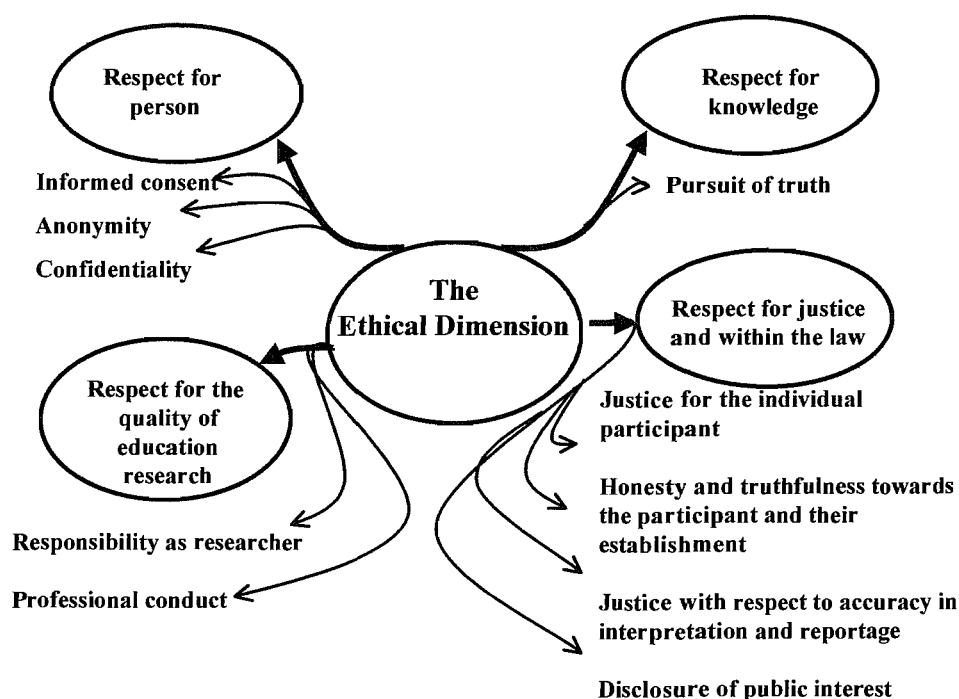 Respect for
person
Respect for
knowledge
Informed consent
Anonymity
Confidentiality
Pursuit of truth
The
Ethical Dimension
Respect for justice
and within the law
Respect for the
quality of
education
research
Justice for the individual
participant
Honesty and truthfulness towards
the participant and their
establishment
Responsibility as researcher
Professional conduct
Justice with respect to accuracy in
interpretation and reportage
Disclosure of public interest